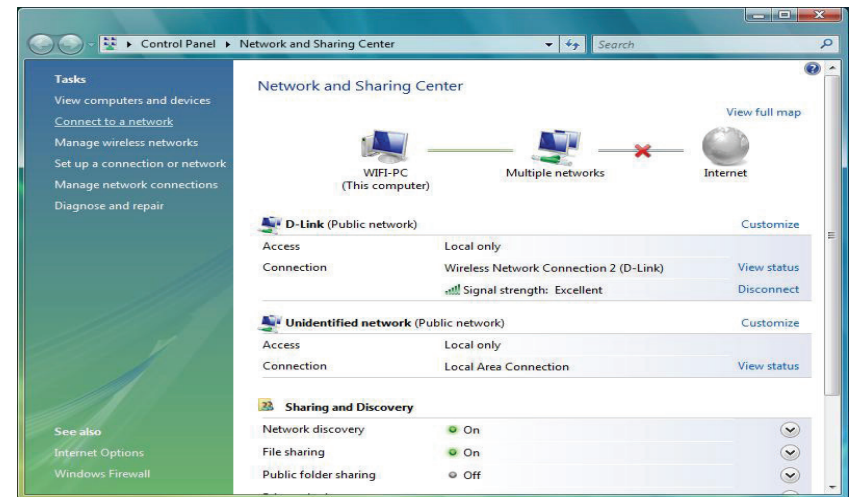 Control Panel Network and Sharing Center Search
Tasks
View computers and devices
Connect to a network
Manage wireless networks
Set up a connection or network
Manage network connections
Diagnose and repair
See also
Internet Options
Windows Firewall
Network and Sharing Center
View full map
WIFI-PC
(This computer)
Multiple networks
Internet
D-Link (Public network) Customize
Access Local only
Connection Wireless Network Connection 2 (D-Link) View status
Signal strength: Excellent Disconnect
Unidentified network (Public network) Customize
Access Local only
Connection Local Area Connection View status
Sharing and Discovery
Network discovery On
File sharing On
Public folder sharing Off